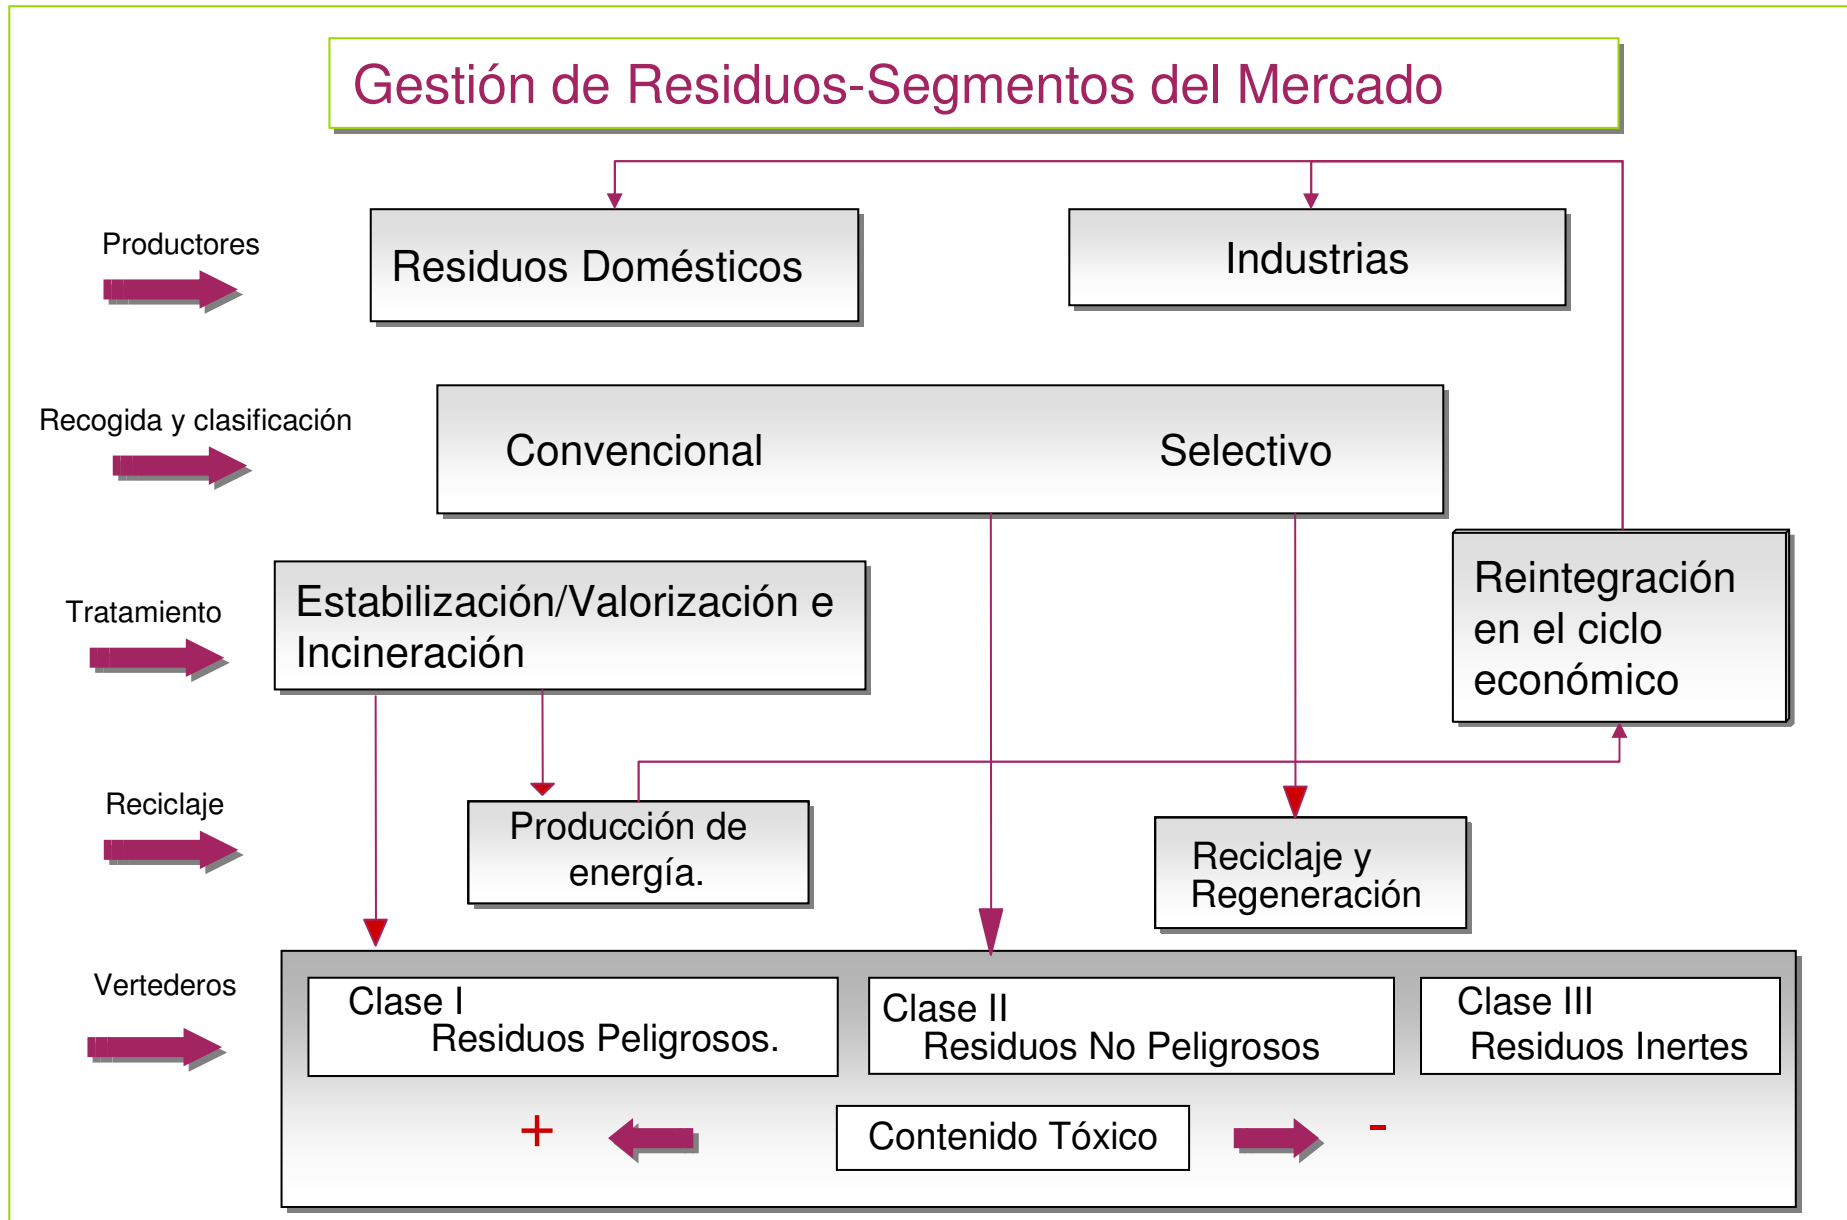 Gestión de Residuos-Segmentos del Mercado
Productores
Residuos Domésticos
Industrias
Recogida y clasificación
Convencional
Selectivo
Tratamiento
Estabilización/Valorización e
Incineración
Reintegración
en el ciclo
económico
Reciclaje
Producción de
energía.
Reciclaje y
Regeneración
Vertederos
Clase I
Residuos Peligrosos.
Clase II
Residuos No Peligrosos
Clase III
Residuos Inertes
+
Contenido Tóxico
-